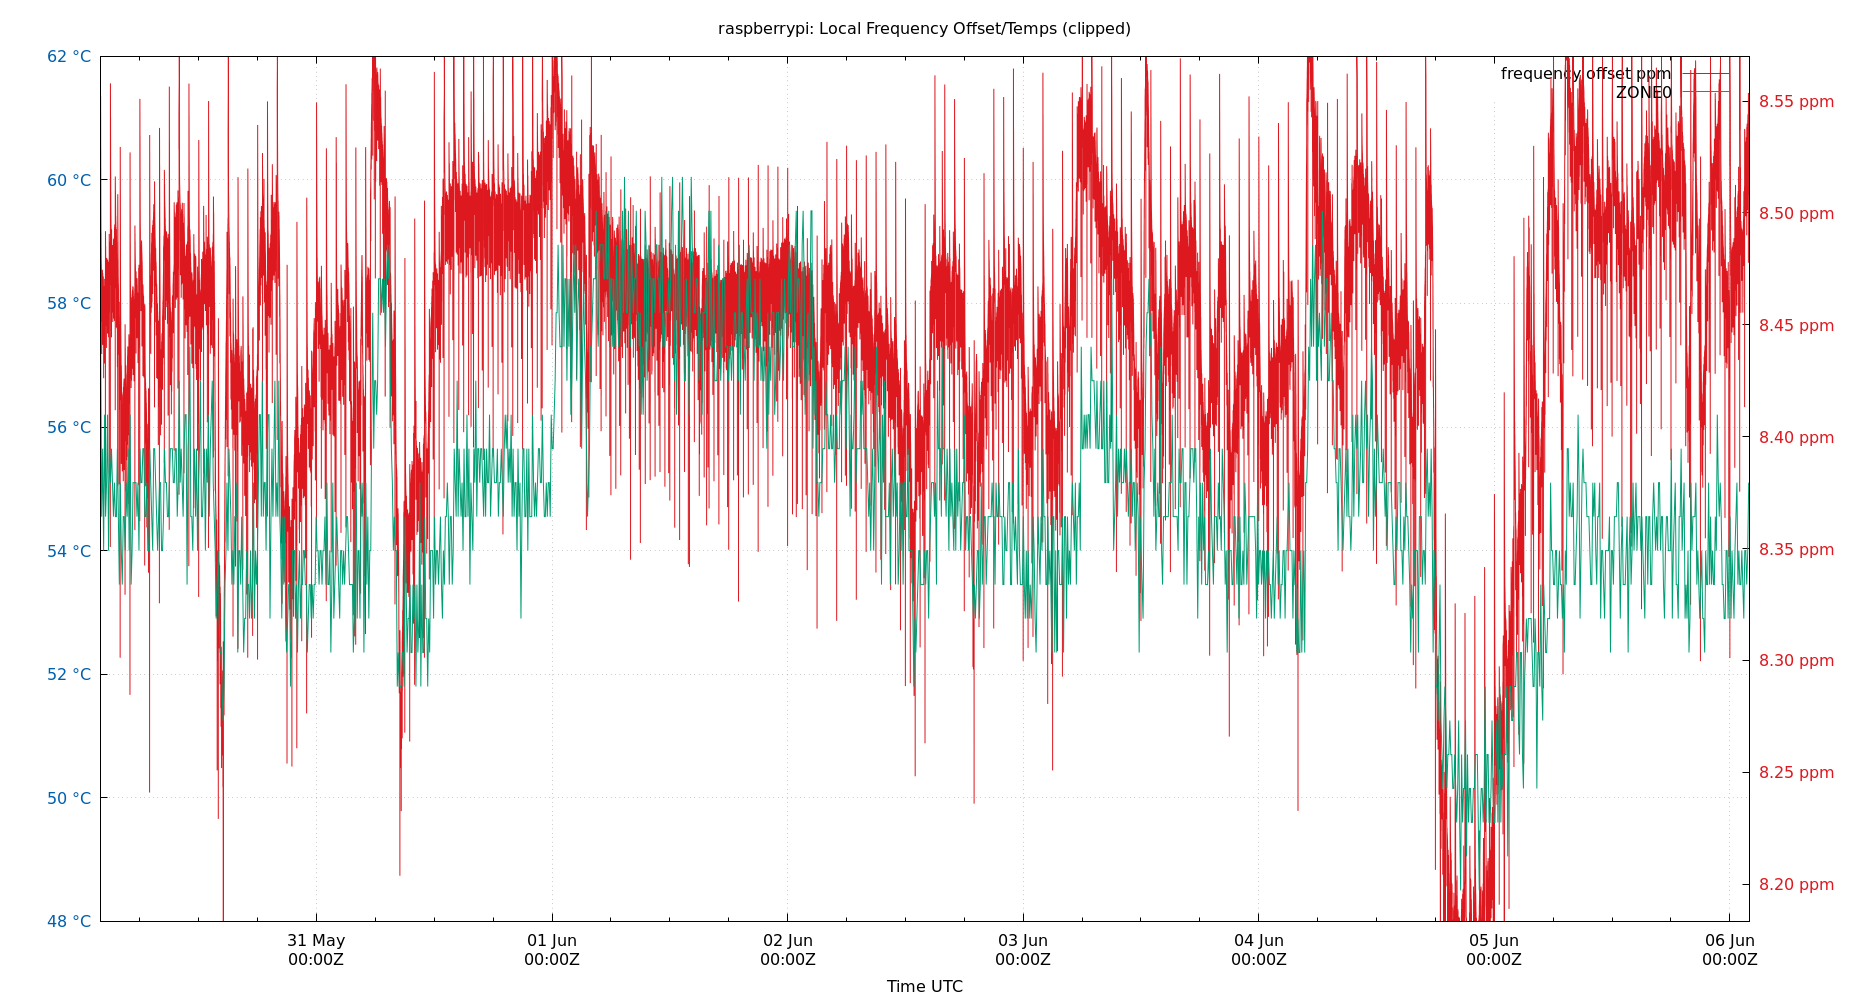 raspberrypi: Local Frequency Offset/Temps (clipped)
62 °C
60 °C
58 °C
56 °C
54 °C
52 °C
50 °C
48 °C
frequency offset ppm
ZONE0
8.55 ppm
8.50 ppm
8.45 ppm
8.40 ppm
8.35 ppm
8.30 ppm
8.25 ppm
8.20 ppm
31 May 01 Jun 02 Jun 03 Jun 04 Jun 05 Jun 06 Jun
00:00Z 00:00Z 00:00Z 00:00Z 00:00Z 00:00Z 00:00Z
Time UTC